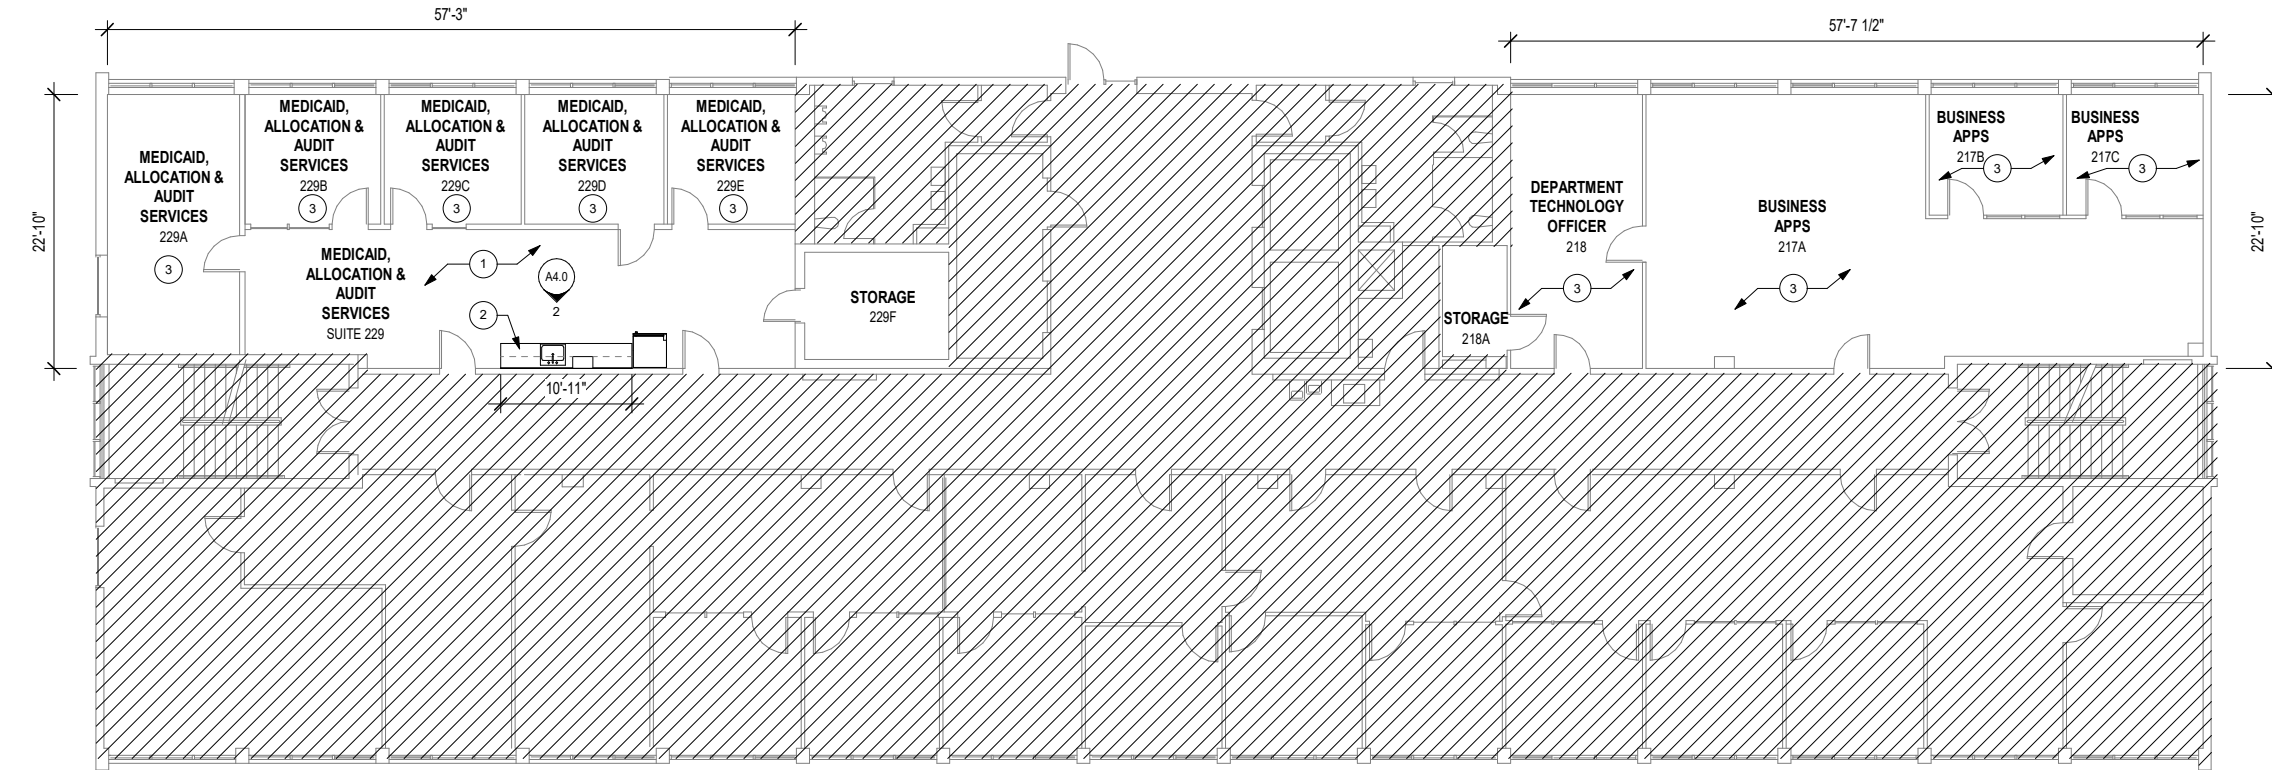 57'-3"
57'-7 1/2"
22'-10"
22'-10"
MEDICAID,
ALLOCATION &
AUDIT
SERVICES
229A
3
MEDICAID,
ALLOCATION &
AUDIT
SERVICES
229B
3
MEDICAID,
ALLOCATION &
AUDIT
SERVICES
229C
3
MEDICAID,
ALLOCATION &
AUDIT
SERVICES
229D
3
MEDICAID,
ALLOCATION &
AUDIT
SERVICES
229E
3
MEDICAID,
ALLOCATION &
AUDIT
SERVICES
SUITE 229
1
A4.0
2
2
10'-11"
STORAGE
229F
STORAGE
218A
DEPARTMENT
TECHNOLOGY
OFFICER
218
3
BUSINESS
APPS
217A
3
BUSINESS
APPS
217B
3
BUSINESS
APPS
217C
3